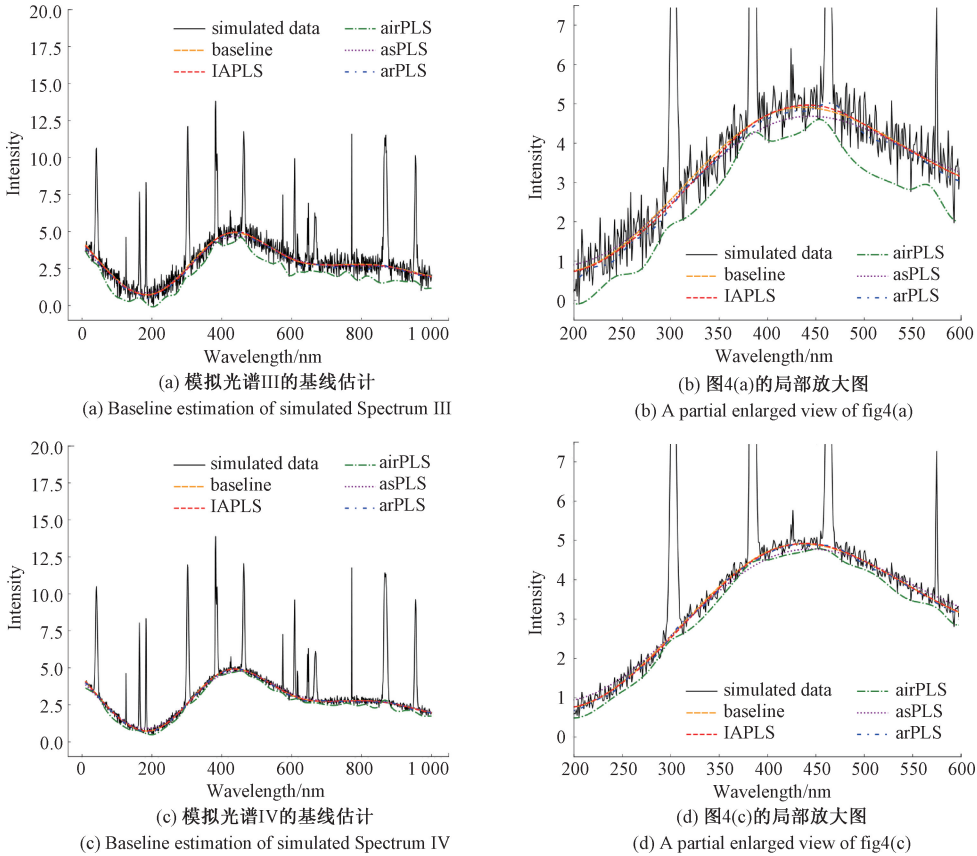 20.0
17.5
15.0
12.5
10.0
7.5
5.0
2.5
0.0
Intensity
simulated data
baseline
IAPLS
airPLS
asPLS
arPLS
0 200 400 600 800 1 000
Wavelength/nm
(a) 模拟光谱III的基线估计
(a) Baseline estimation of simulated Spectrum III
7
6
5
4
3
2
1
0
Intensity
simulated data
baseline
IAPLS
airPLS
asPLS
arPLS
200 250 300 350 400 450 500 550 600
Wavelength/nm
(b) 图4(a)的局部放大图
(b) A partial enlarged view of fig4(a)
20.0
17.5
15.0
12.5
10.0
7.5
5.0
2.5
0.0
Intensity
simulated data
baseline
IAPLS
airPLS
asPLS
arPLS
0 200 400 600 800 1 000
Wavelength/nm
(c) 模拟光谱IV的基线估计
(c) Baseline estimation of simulated Spectrum IV
7
6
5
4
3
2
1
0
Intensity
simulated data
baseline
IAPLS
airPLS
asPLS
arPLS
200 250 300 350 400 450 500 550 600
Wavelength/nm
(d) 图4(c)的局部放大图
(d) A partial enlarged view of fig4(c)